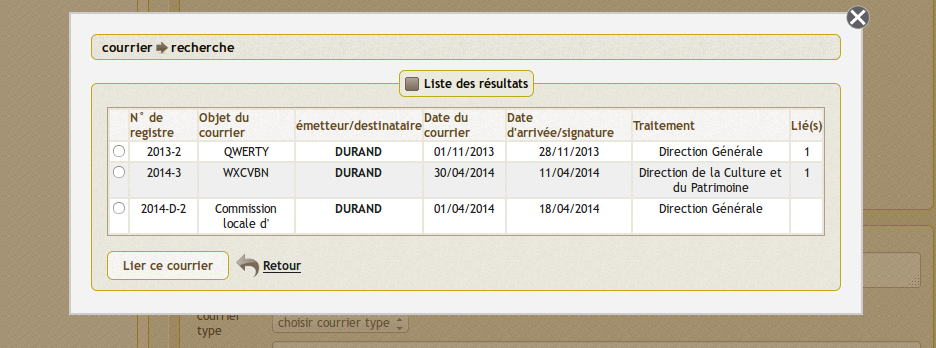 courrier recherche
Liste des résultats
N° de registre Objet du courrier émetteur/destinataire Date du courrier Date d'arrivée/signature Traitement Lié(s)
2013-2 QWERTY DURAND 01/11/2013 28/11/2013 Direction Générale 1
2014-3 WXCVBN DURAND 30/04/2014 11/04/2014 Direction de la Culture et du Patrimoine 1
2014-D-2 Commission locale d' DURAND 01/04/2014 18/04/2014 Direction Générale
Lier ce courrier Retour
courrier type choisir courrier type